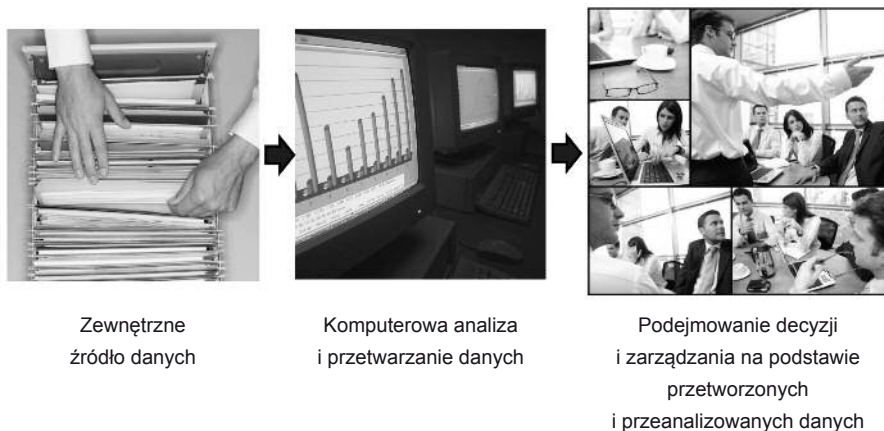 Zewnętrzne
źródło danych
Komputerowa analiza
i przetwarzanie danych
Podejmowanie decyzji
i zarządzania na podstawie
przetworzonych
i przeanalizowanych danych